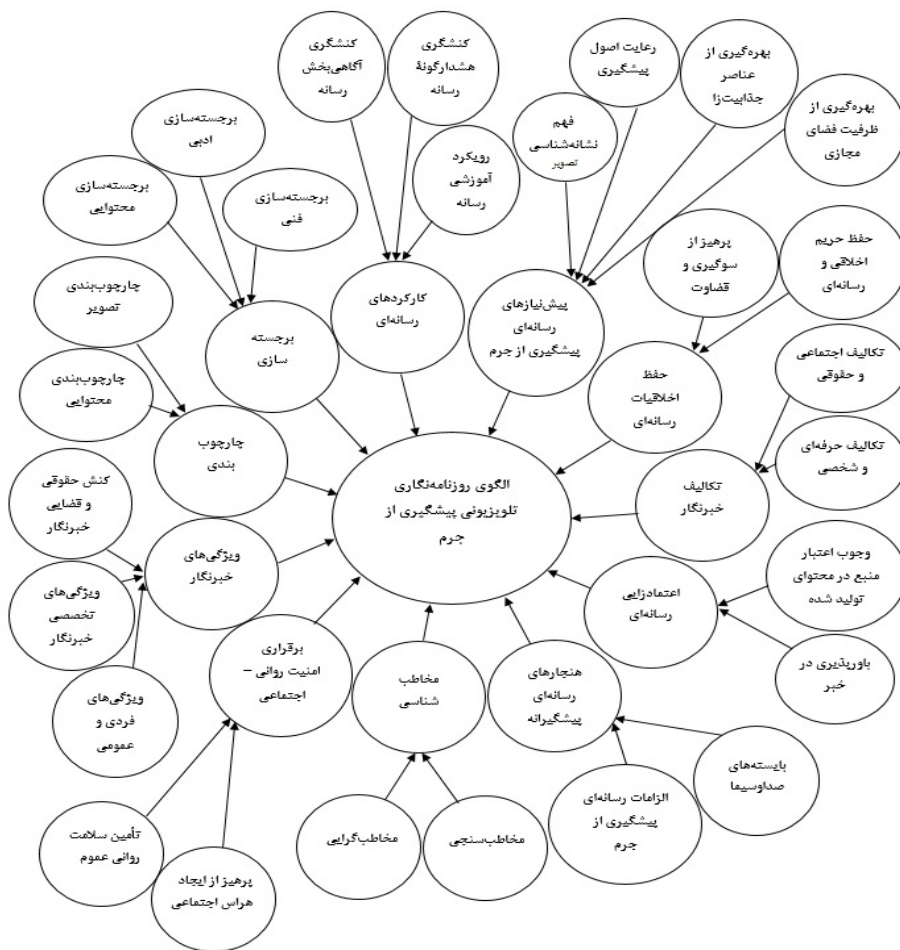 کنشگری
آگاهی‌بخش
رسانه
کنشگری
هشدارگونهٔ
رسانه
رعایت اصول
پیشگیری
بهره‌گیری از
عناصر
جذابیت‌زا
بهره‌گیری از
ظرفیت فضای
مجازی
فهم
نشانه‌شناسی
تصویر
رویکرد
آموزشی
رسانه
برجسته‌سازی
ادبی
برجسته‌سازی
محتوایی
برجسته‌سازی
فنی
پرهیز از
سوگیری و
قضاوت
حفظ حریم
اخلاقی و
رسانه‌ای
چارچوب‌بندی
تصویر
چارچوب‌بندی
محتوایی
برجسته
سازی
کارکردهای
رسانه‌ای
پیش‌نیازهای
رسانه‌ای
پیشگیری از جرم
حفظ
اخلاقیات
رسانه‌ای
تکالیف اجتماعی
و حقوقی
تکالیف حرفه‌ای
و شخصی
چارچوب
بندی
تکالیف
خبرنگار
الگوی روزنامه‌نگاری
تلویزیونی پیشگیری از
جرم
کنش حقوقی
و قضایی
خبرنگار
ویژگی‌های
خبرنگار
ویژگی‌های
تخصصی
خبرنگار
اعتمادزایی
رسانه‌ای
وجوب اعتبار
منبع در محتوای
تولید شده
باورپذیری در
خبر
ویژگی‌های
فردی و
عمومی
برقراری
امنیت روانی –
اجتماعی
مخاطب
شناسی
هنجارهای
رسانه‌ای
پیشگیرانه
بایسته‌های
صداوسیما
الزامات رسانه‌ای
پیشگیری از
جرم
مخاطب‌سنجی
مخاطب‌گرایی
تأمین سلامت
روانی عموم
پرهیز از ایجاد
هراس اجتماعی